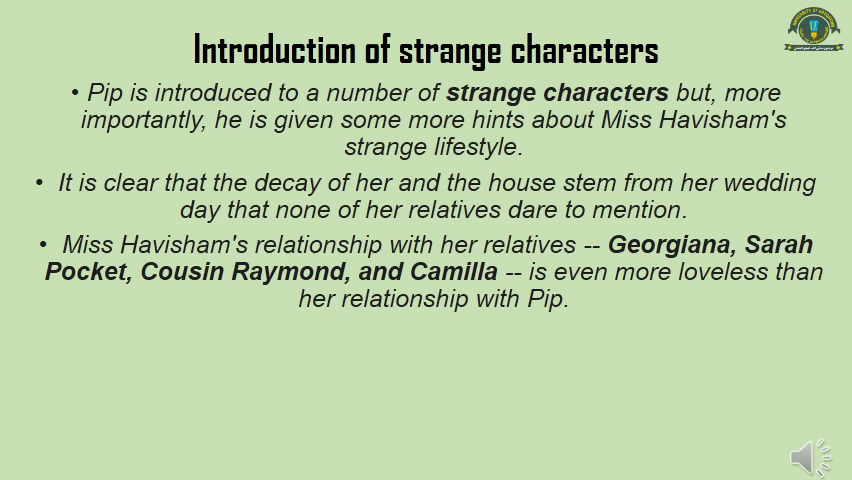 Introduction of strange characters
• Pip is introduced to a number of strange characters but, more
importantly, he is given some more hints about Miss Havisham's
strange lifestyle.
• It is clear that the decay of her and the house stem from her wedding
day that none of her relatives dare to mention.
• Miss Havisham's relationship with her relatives -- Georgiana, Sarah
Pocket, Cousin Raymond, and Camilla -- is even more loveless than
her relationship with Pip.